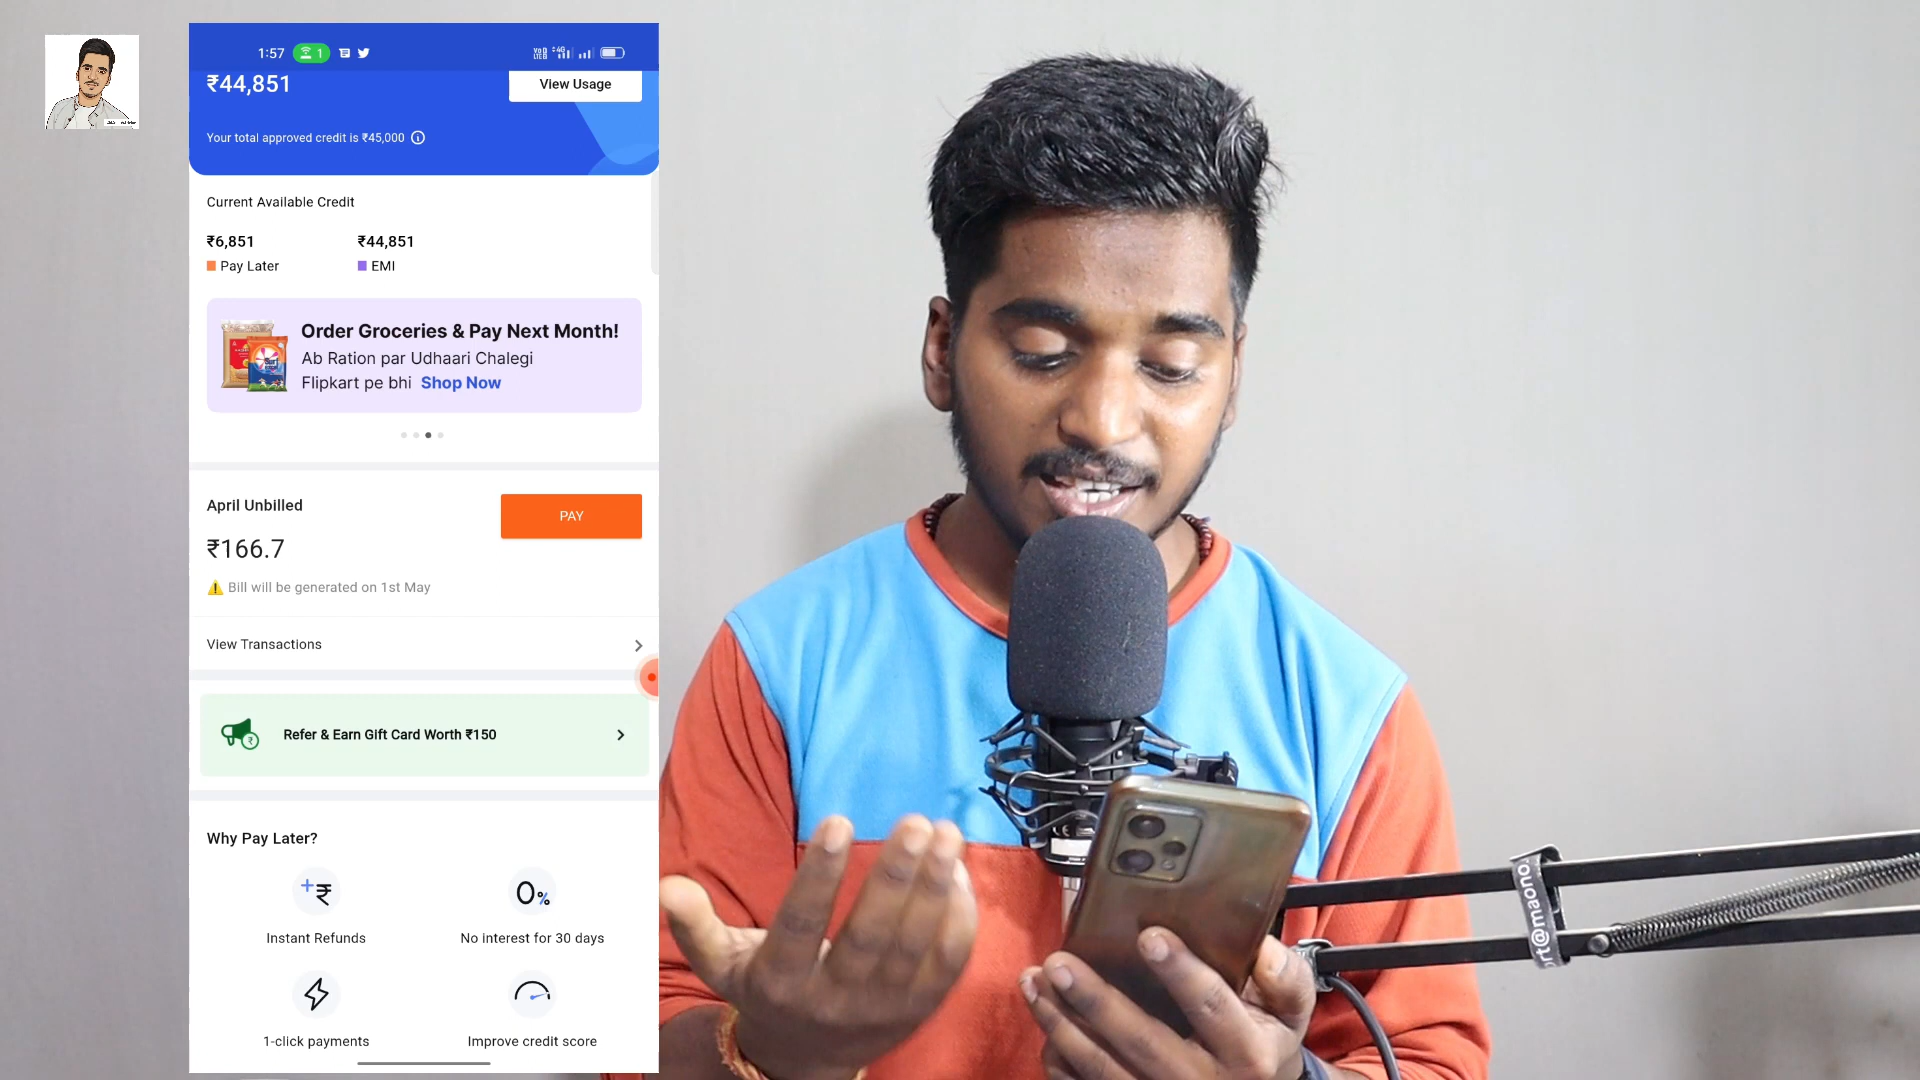 1:57
1
₹44,851
View Usage
Your total approved credit is ₹45,000
Current Available Credit
₹6,851
₹44,851
Pay Later
EMI
Order Groceries & Pay Next Month!
Ab Ration par Udhaari Chalegi
Flipkart pe bhi Shop Now
April Unbilled
PAY
₹166.7
Bill will be generated on 1st May
View Transactions
Refer & Earn Gift Card Worth ₹150
Why Pay Later?
Instant Refunds
0%
No interest for 30 days
1-click payments
Improve credit score
rt@maono.